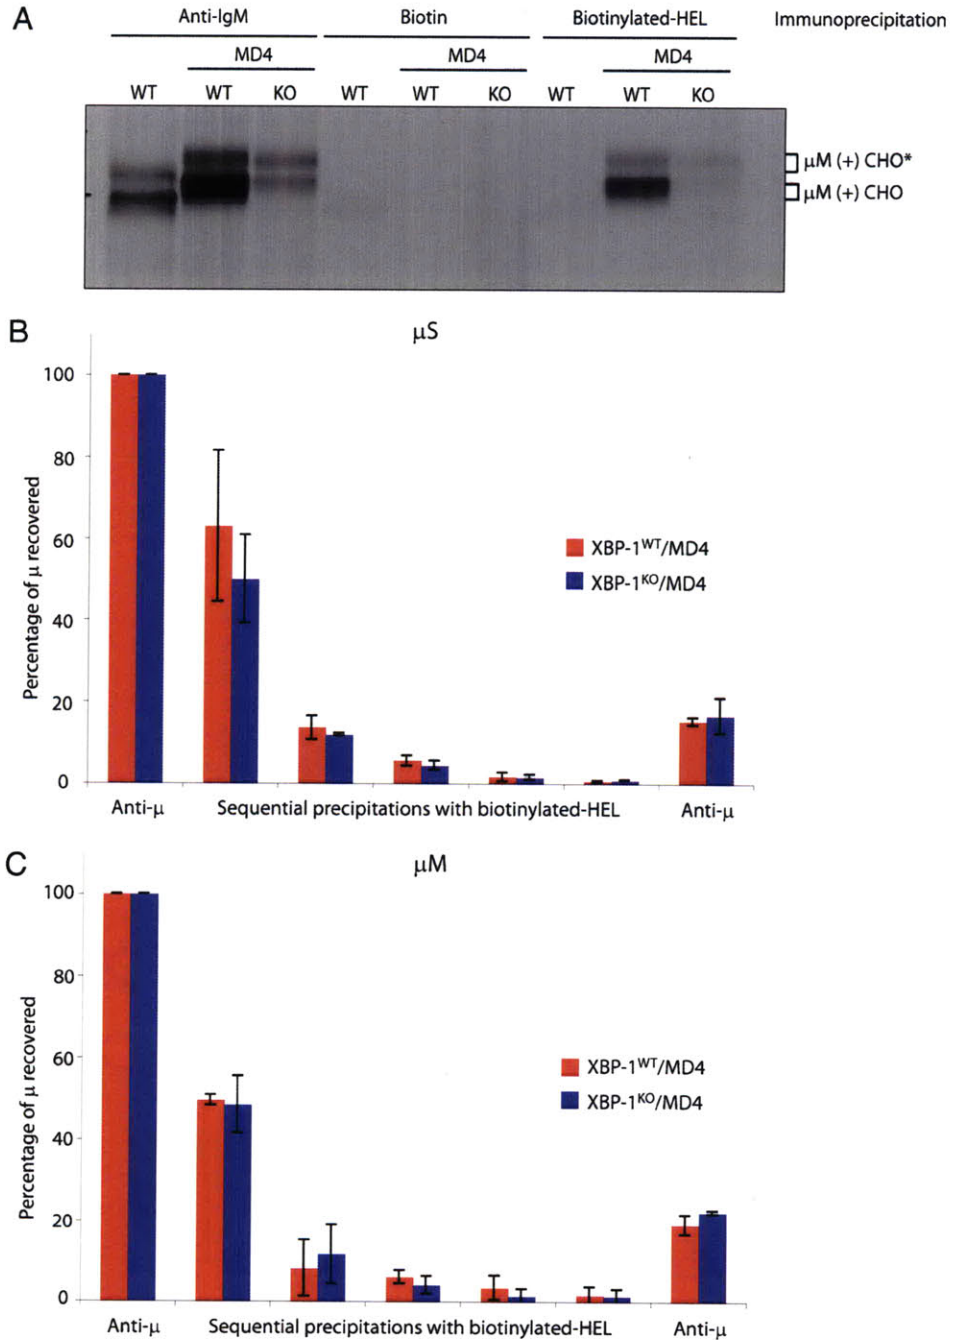 A
Anti-IgM Biotin Biotinylated-HEL Immunoprecipitation
MD4 MD4 MD4
WT WT KO WT WT KO WT WT KO
μM (+) CHO*
μM (+) CHO
B
μS
100
80
60
40
20
0
Percentage of μ recovered
XBP-1WT/MD4
XBP-1KO/MD4
Anti-μ Sequential precipitations with biotinylated-HEL Anti-μ
C
μM
100
80
60
40
20
0
Percentage of μ recovered
XBP-1WT/MD4
XBP-1KO/MD4
Anti-μ Sequential precipitations with biotinylated-HEL Anti-μ